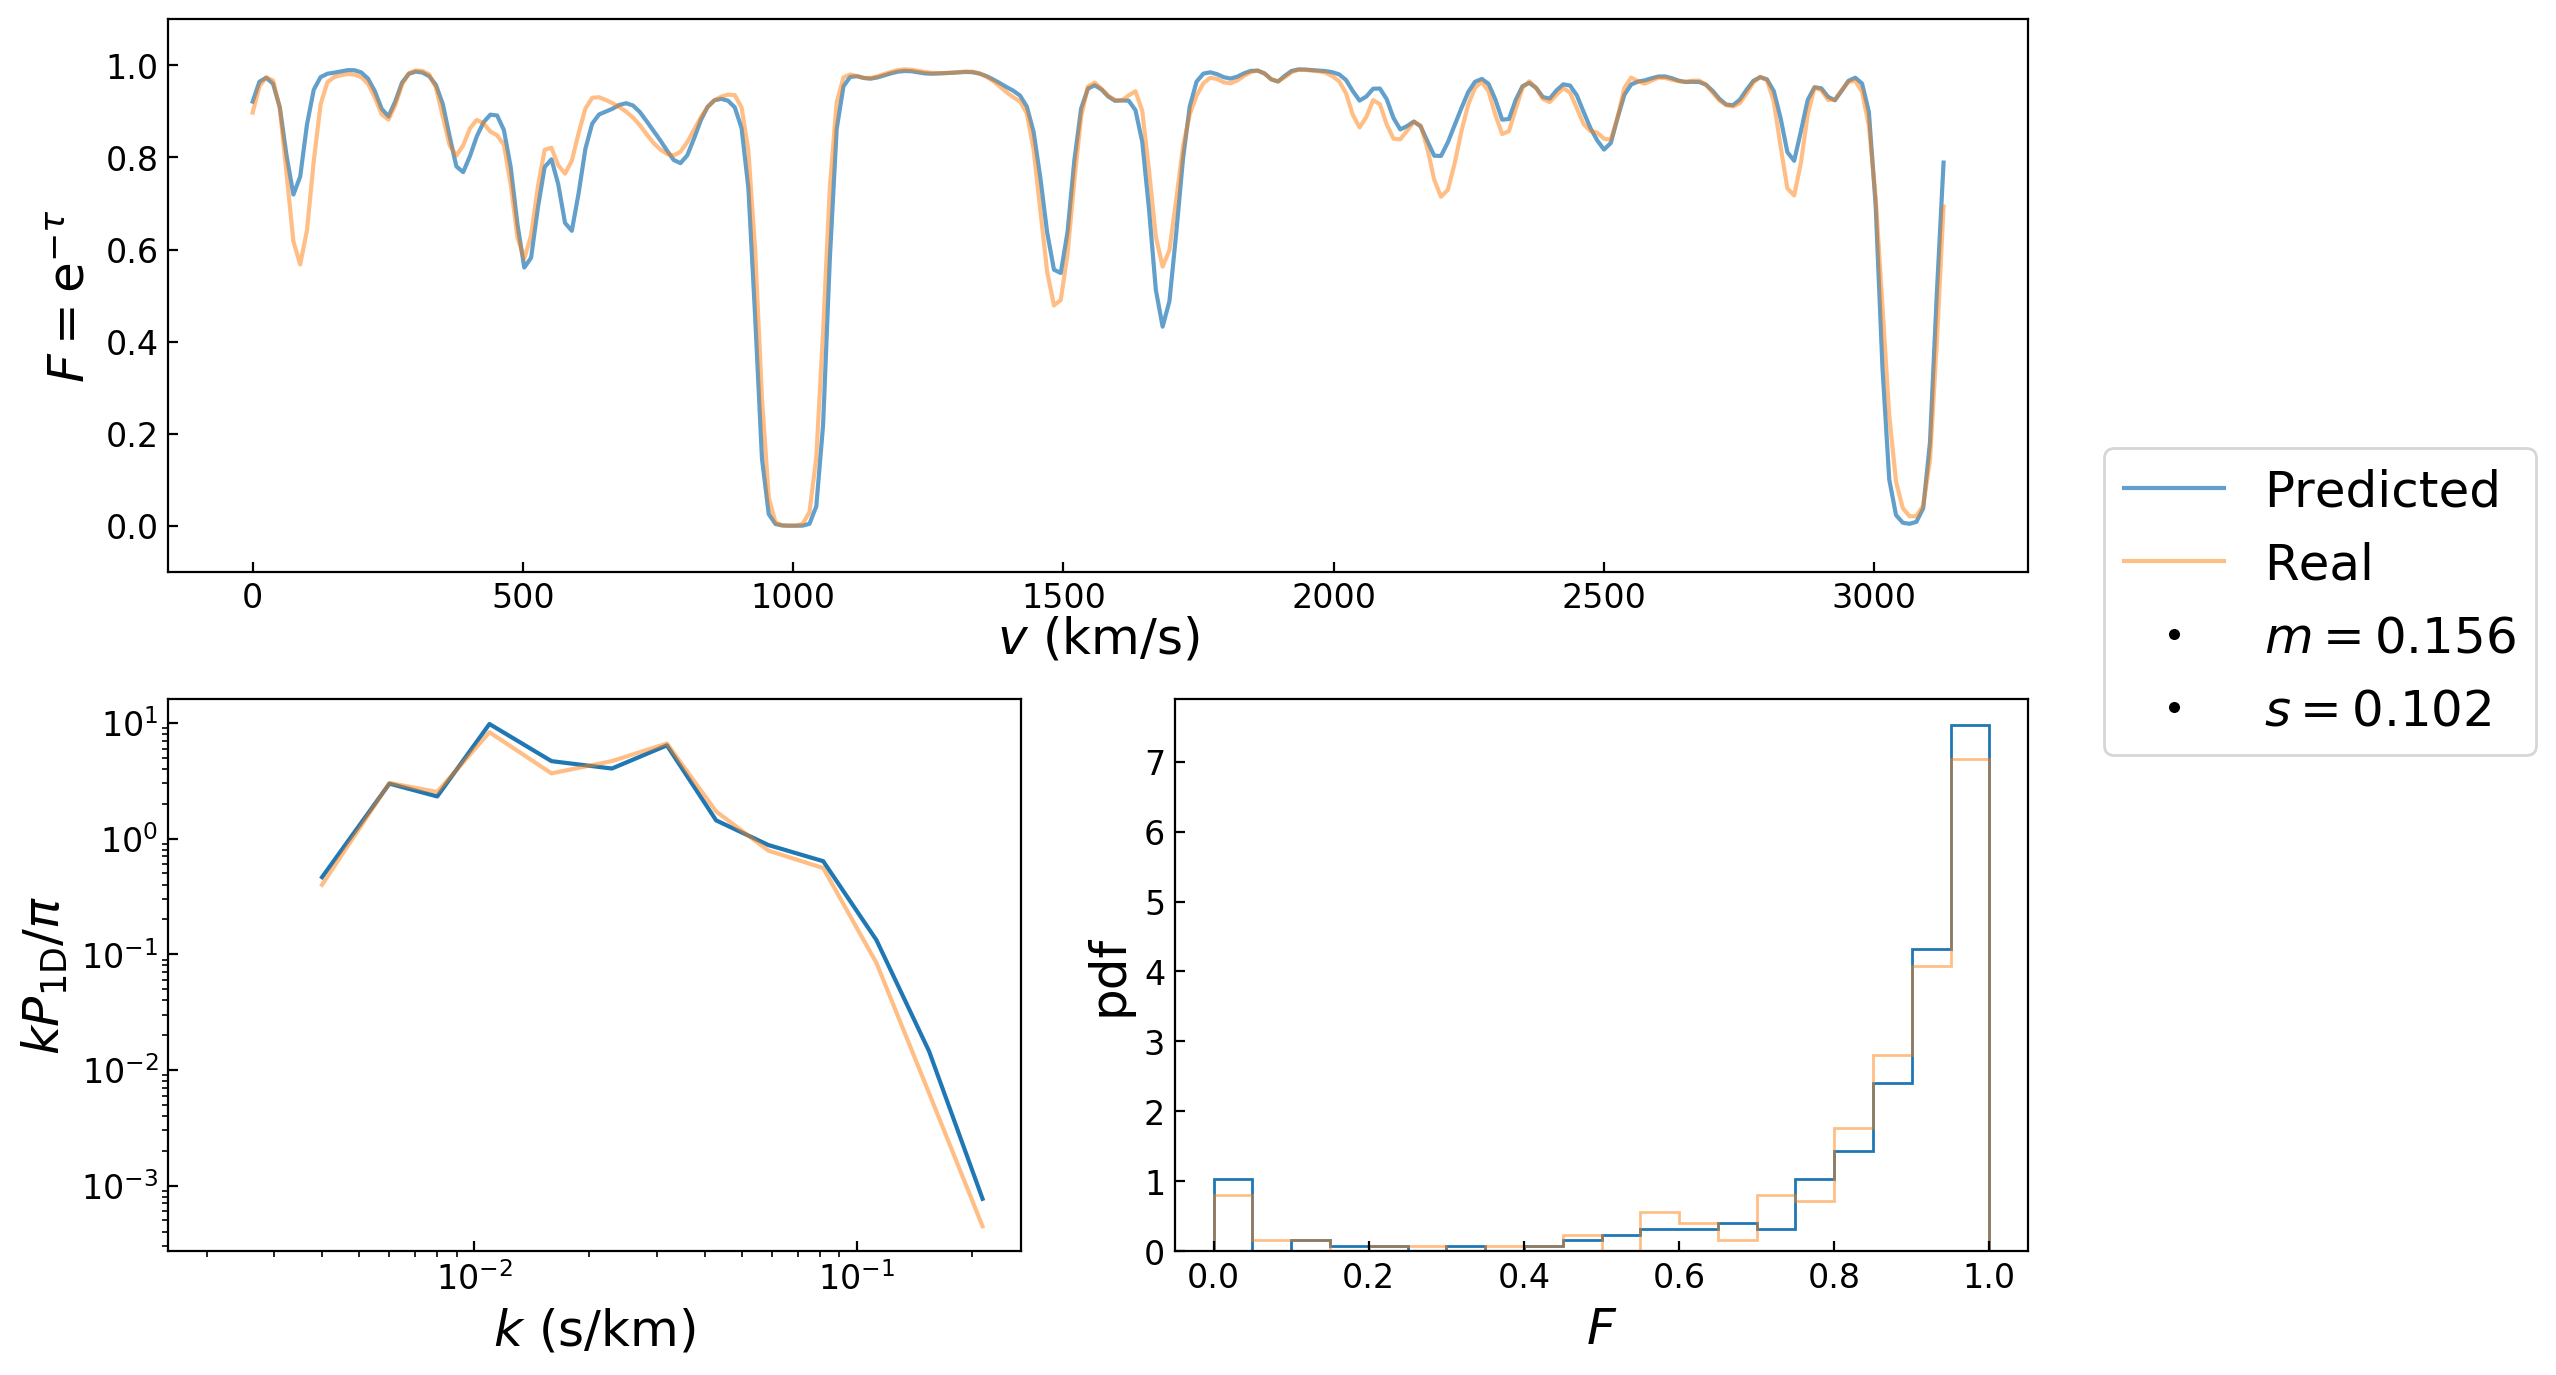 F = e^{-τ}
1.0
0.8
0.6
0.4
0.2
0.0
0 500 1000 1500 2000 2500 3000
v (km/s)
Predicted
Real
m = 0.156
s = 0.102
kP_{1D}/π
10^1
10^0
10^{-1}
10^{-2}
10^{-3}
10^{-2} 10^{-1}
k (s/km)
pdf
7
6
5
4
3
2
1
0
0.0 0.2 0.4 0.6 0.8 1.0
F